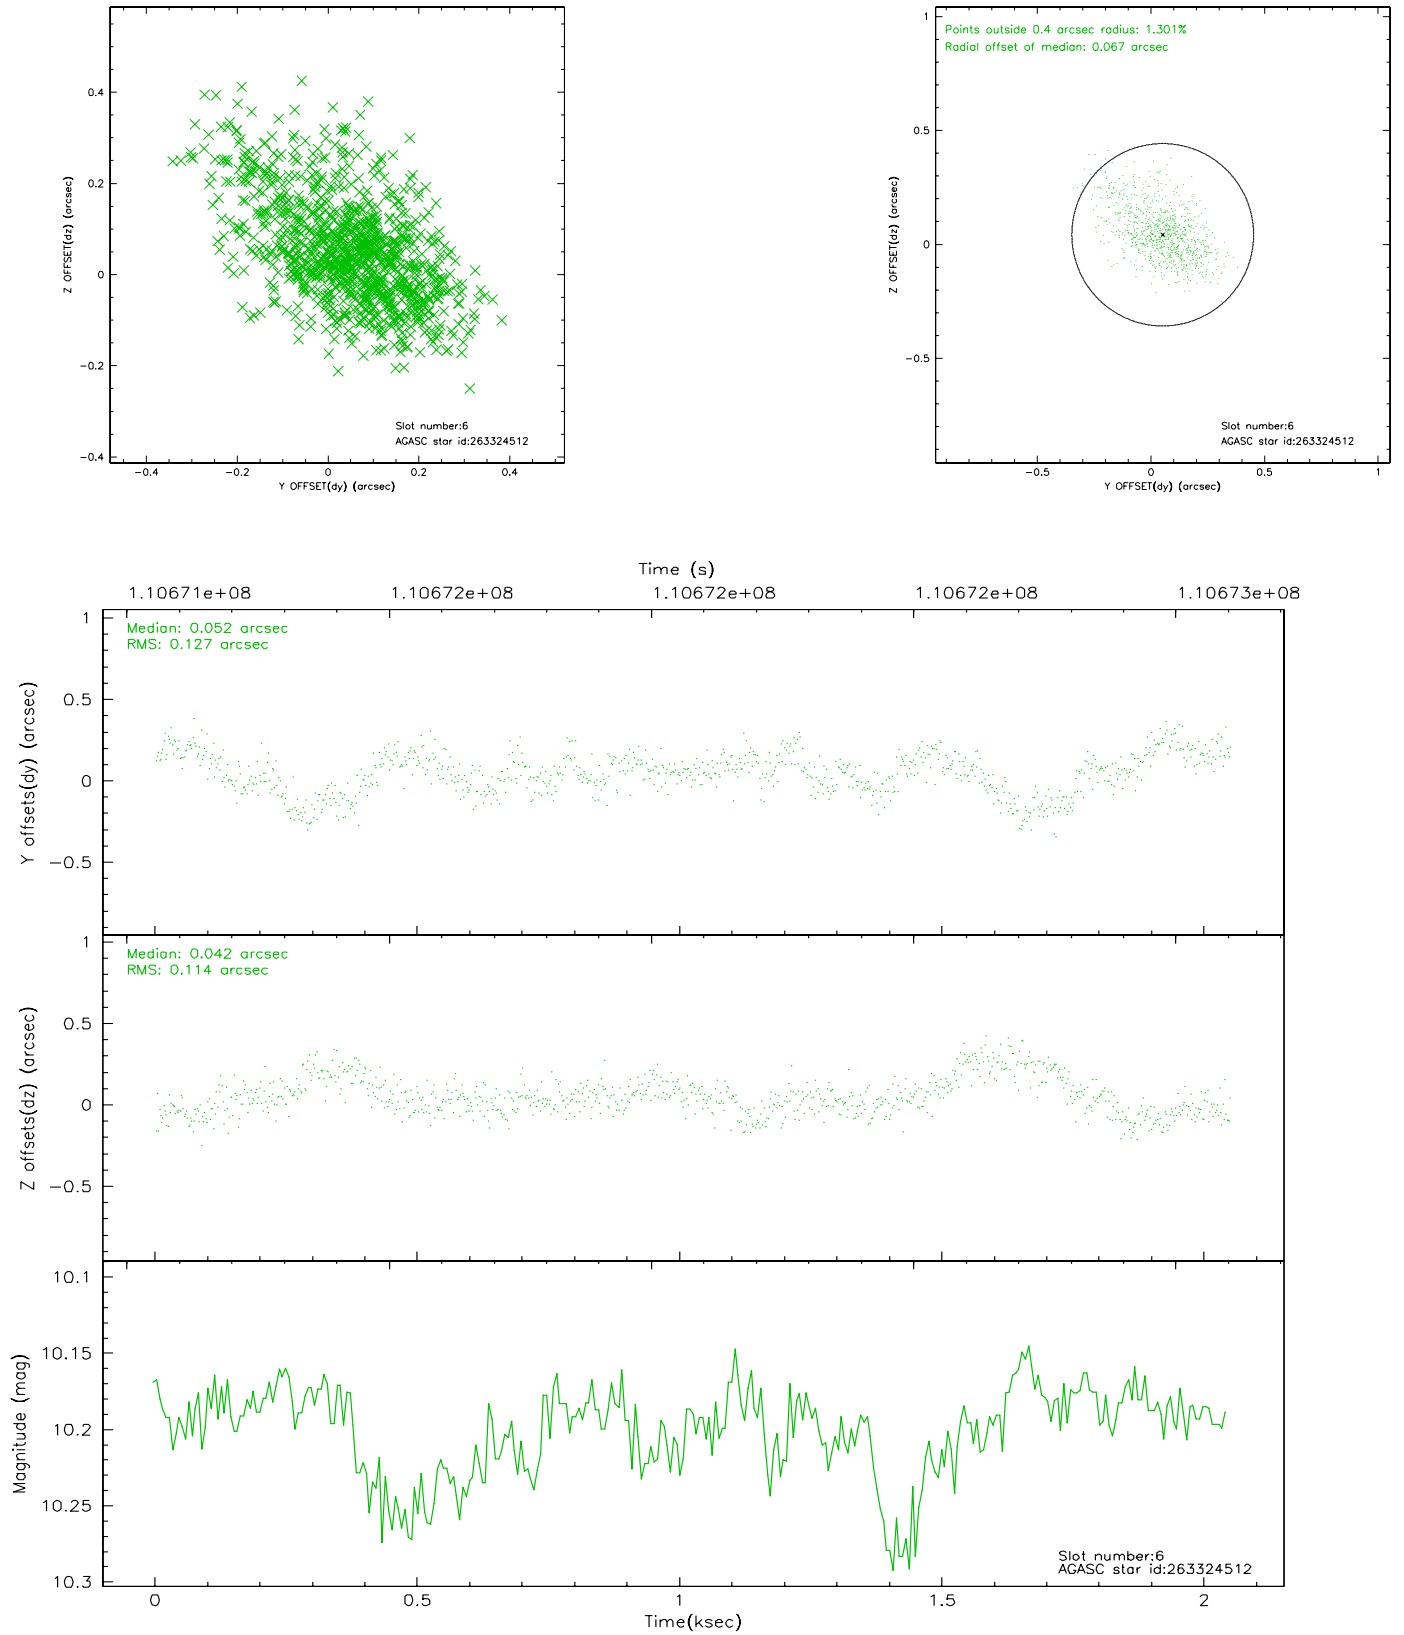 0.4
0.2
0
-0.2
-0.4
Z OFFSET(dz) (arcsec)
Slot number:6
AGASC star id:263324512
-0.4 -0.2 0 0.2 0.4
Y OFFSET(dy) (arcsec)
Points outside 0.4 arcsec radius: 1.301%
Radial offset of median: 0.067 arcsec
1
0.5
0
-0.5
Z OFFSET(dz) (arcsec)
Slot number:6
AGASC star id:263324512
-0.5 0 0.5 1
Y OFFSET(dy) (arcsec)
Time (s)
1.10671e+08 1.10672e+08 1.10672e+08 1.10672e+08 1.10673e+08
Median: 0.052 arcsec
RMS: 0.127 arcsec
1
0.5
0
-0.5
Y offsets(dy) (arcsec)
Median: 0.042 arcsec
RMS: 0.114 arcsec
1
0.5
0
-0.5
Z offsets(dz) (arcsec)
10.1
10.15
10.2
10.25
10.3
Magnitude (mag)
Slot number:6
AGASC star id:263324512
0 0.5 1 1.5 2
Time(ksec)